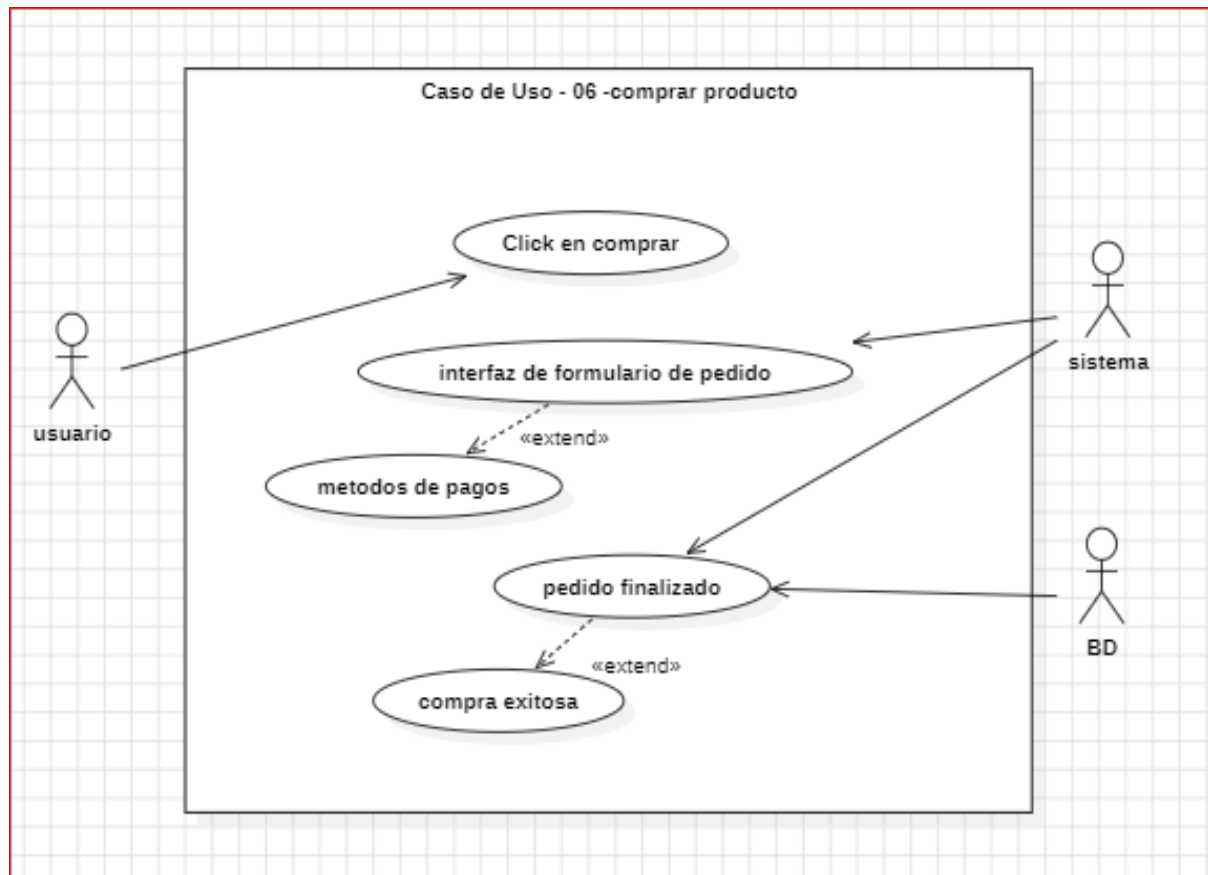 Caso de Uso - 06 -comprar producto
Click en comprar
sistema
interfaz de formulario de pedido
usuario
«extend»
metodos de pagos
pedido finalizado
BD
«extend»
compra exitosa